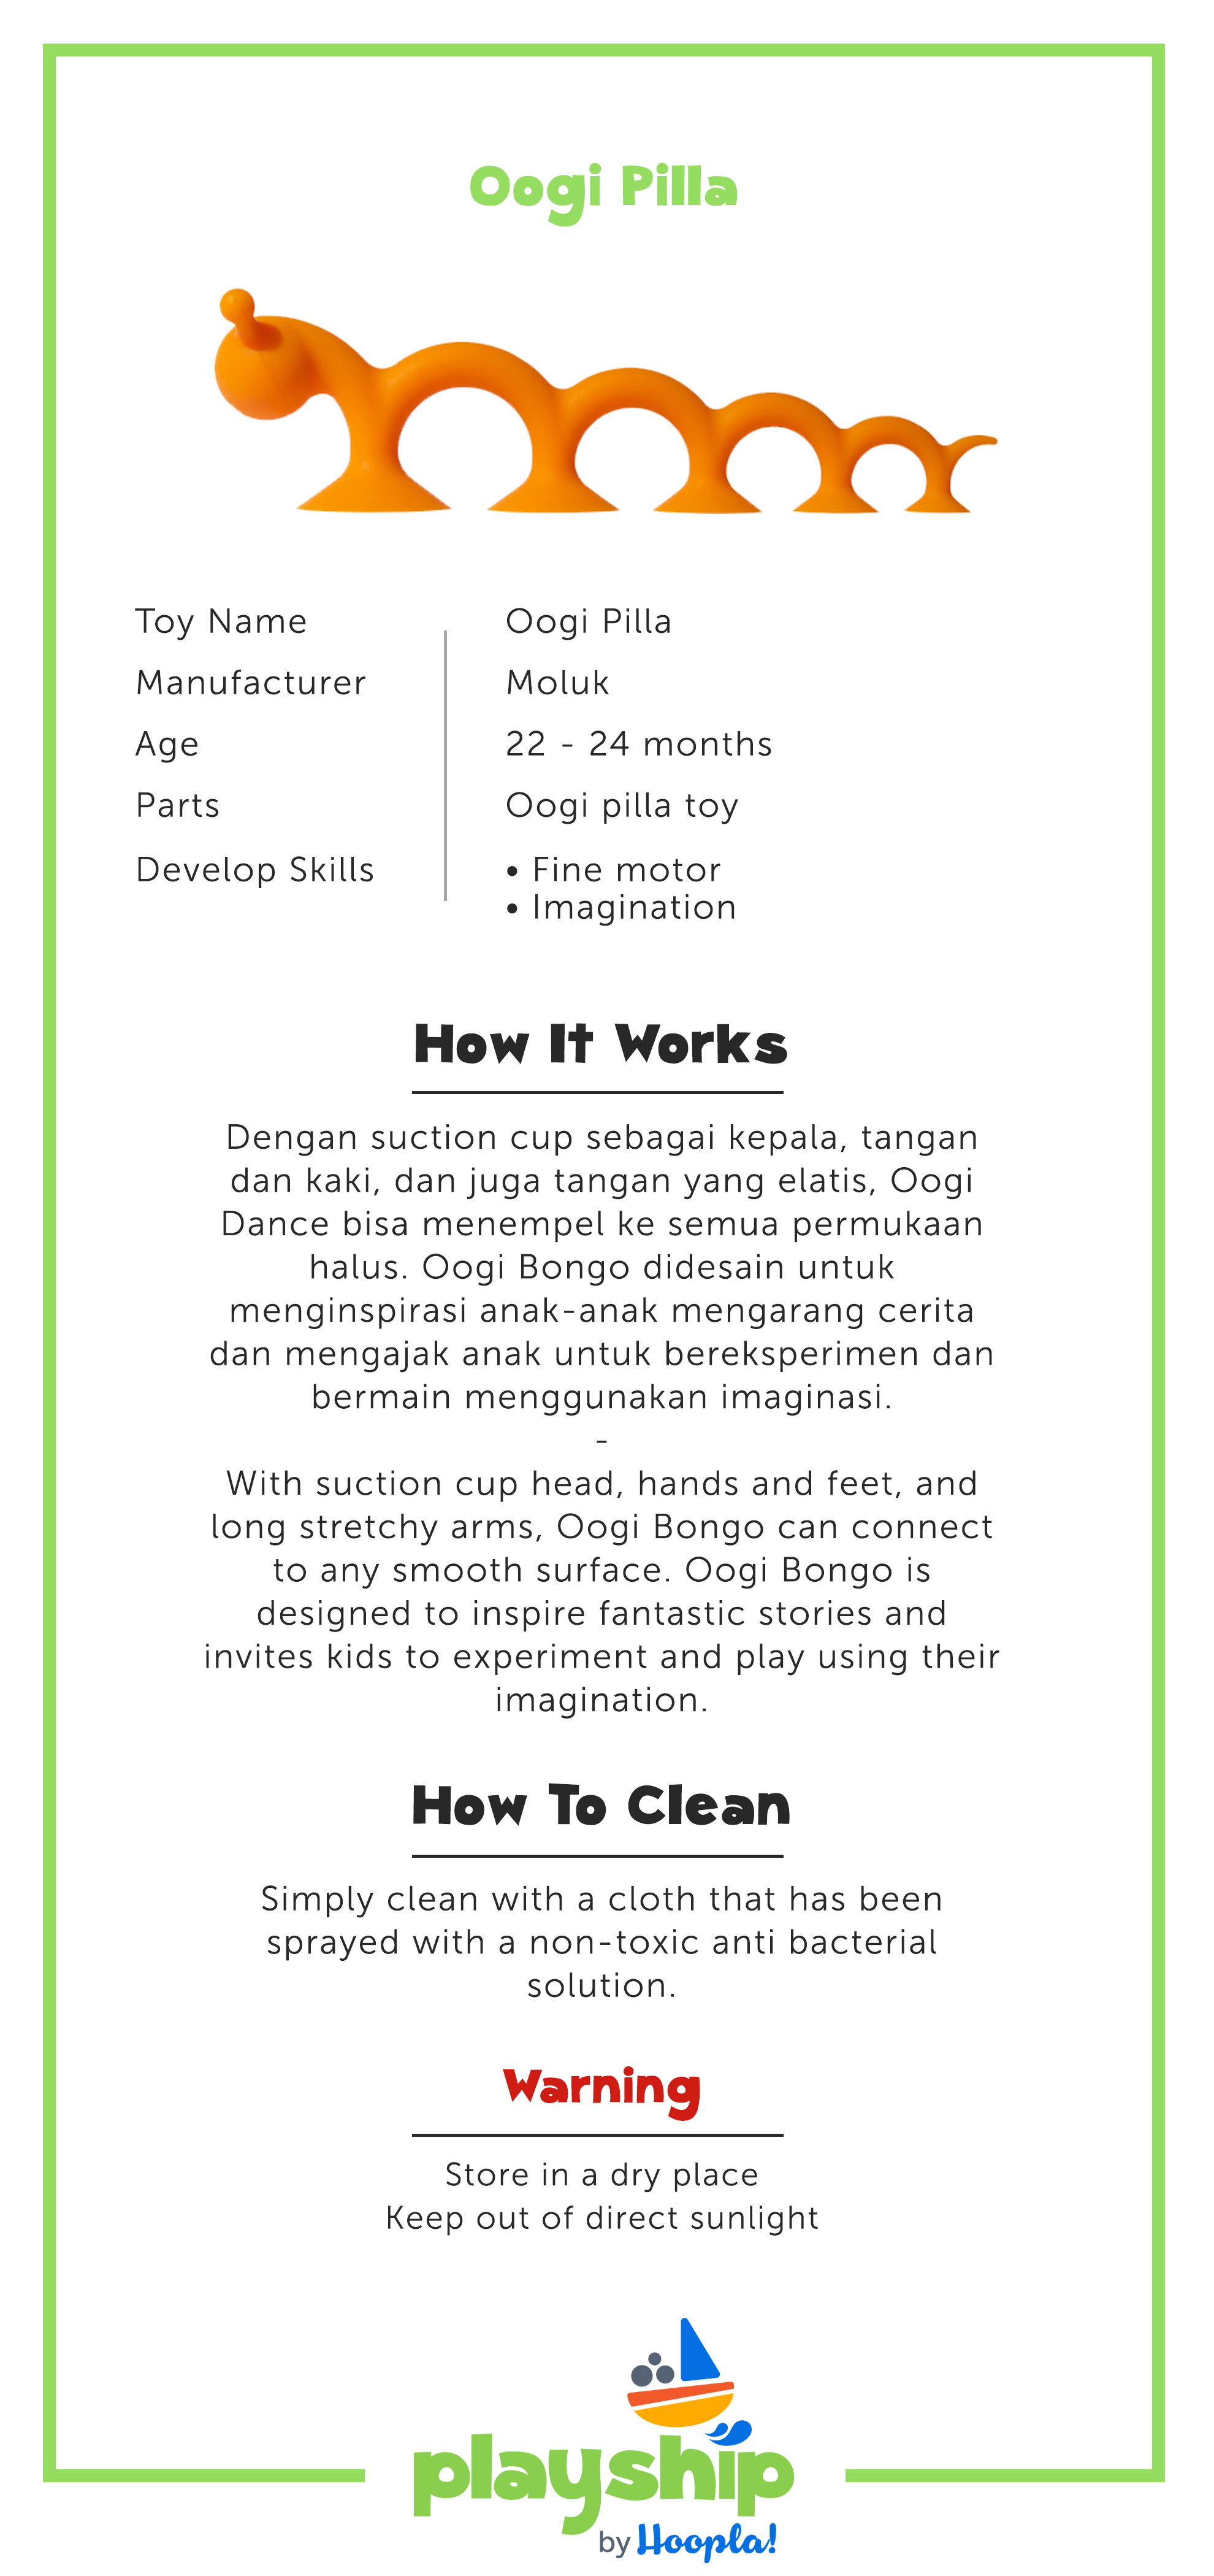 Oogi Pilla
Toy Name Oogi Pilla
Manufacturer Moluk
Age 22 - 24 months
Parts Oogi pilla toy
Develop Skills • Fine motor
• Imagination
How It Works
Dengan suction cup sebagai kepala, tangan
dan kaki, dan juga tangan yang elatis, Oogi
Dance bisa menempel ke semua permukaan
halus. Oogi Bongo didesain untuk
menginspirasi anak-anak mengarang cerita
dan mengajak anak untuk bereksperimen dan
bermain menggunakan imaginasi.
-
With suction cup head, hands and feet, and
long stretchy arms, Oogi Bongo can connect
to any smooth surface. Oogi Bongo is
designed to inspire fantastic stories and
invites kids to experiment and play using their
imagination.
How To Clean
Simply clean with a cloth that has been
sprayed with a non-toxic anti bacterial
solution.
Warning
Store in a dry place
Keep out of direct sunlight
playship
by Hoopla!